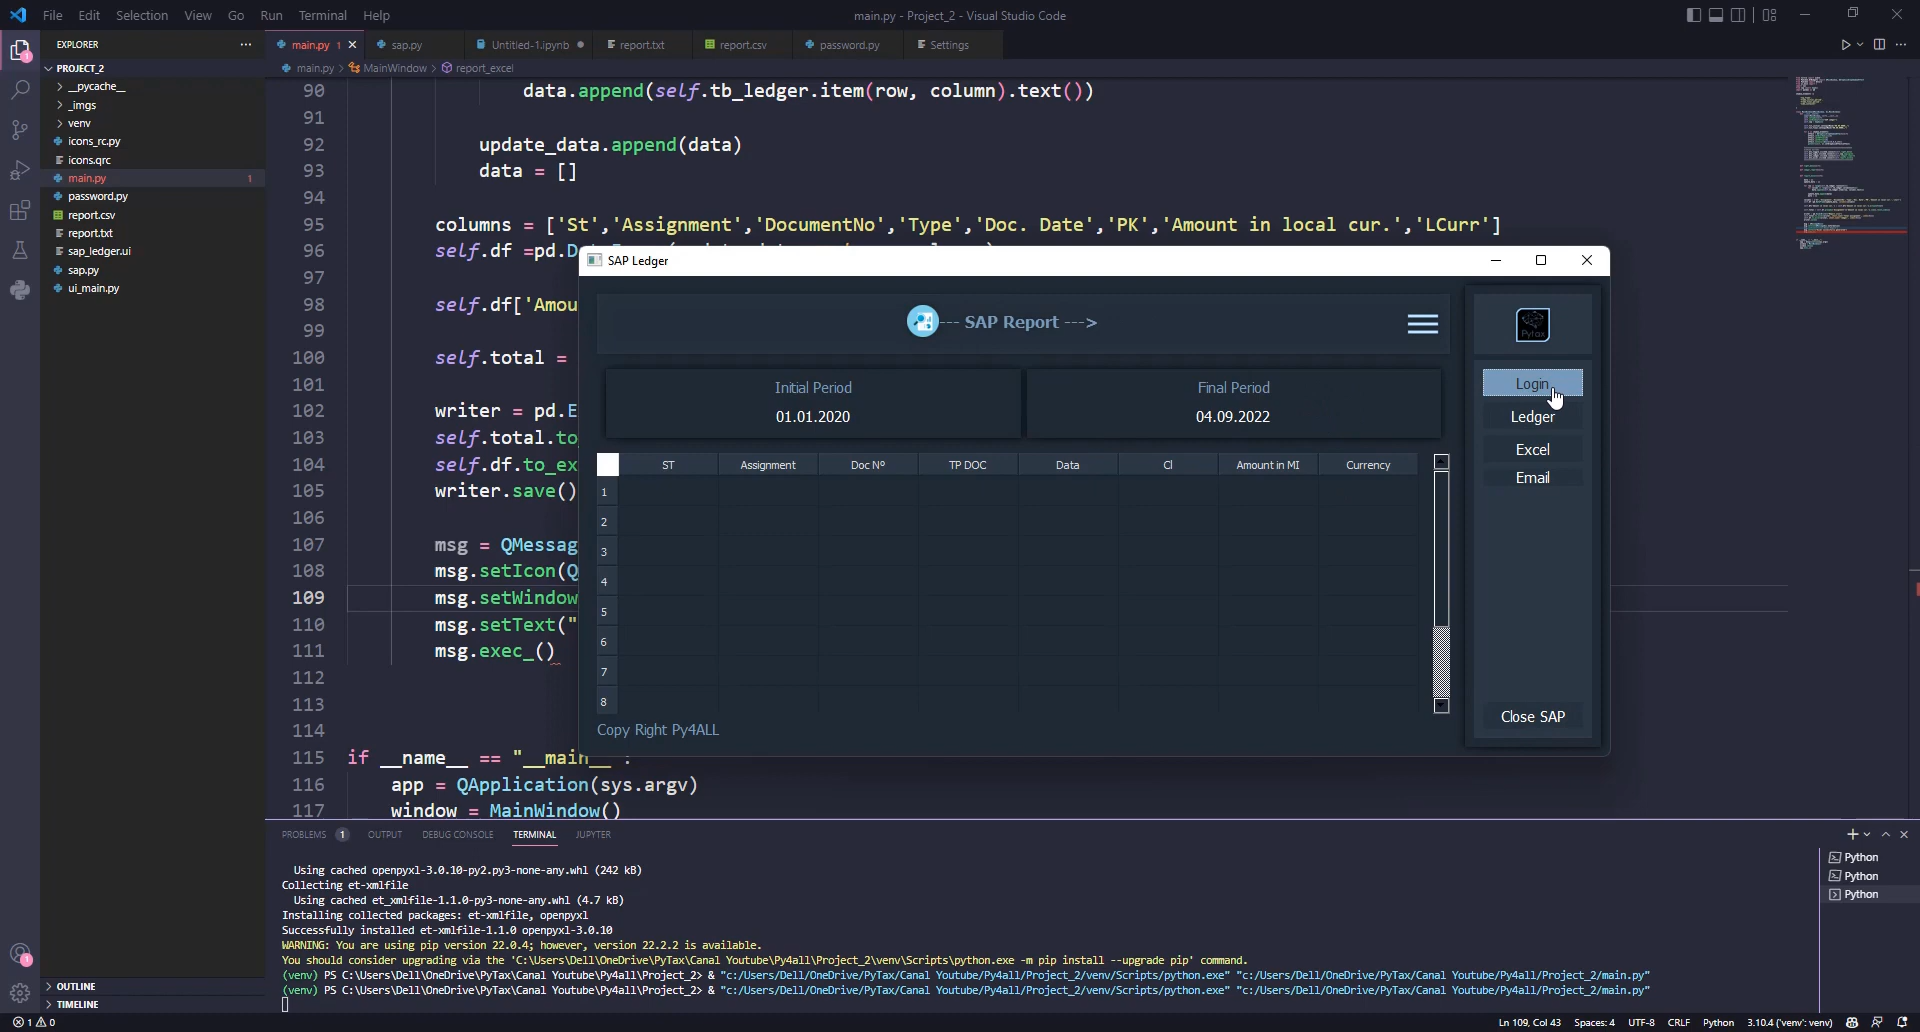 File Edit Selection View Go Run Terminal Help
main.py - Project_2 - Visual Studio Code
EXPLORER
main.py 1
sap.py
Untitled-1.ipynb
report.txt
report.csv
password.py
Settings
PROJECT_2
main.py > MainWindow > report_excel
__pycache__
_imgs
venv
icons_rc.py
icons.qrc
main.py 1
password.py
report.csv
report.txt
sap_ledger.ui
sap.py
ui_main.py
90 data.append(self.tb_ledger.item(row, column).text())
91
92 update_data.append(data)
93 data = []
94
95 columns = ['St','Assignment','DocumentNo','Type','Doc. Date','PK','Amount in local cur.','LCurr']
96 self.df =pd.D
97
98 self.df['Amou
99
100 self.total =
101
102 writer = pd.E
103 self.total.to
104 self.df.to_ex
105 writer.save()
106
107 msg = QMessag
108 msg.setIcon(Q
109 msg.setWindow
110 msg.setText("
111 msg.exec_()
112
113
114
115 if __name__ == "__main__":
116 app = QApplication(sys.argv)
117 window = MainWindow()
SAP Ledger
--- SAP Report --->
Pytax
Initial Period
01.01.2020
Final Period
04.09.2022
Login
Ledger
Excel
Email
Close SAP
ST Assignment Doc Nº TP DOC Data Cl Amount in MI Currency
1
2
3
4
5
6
7
8
Copy Right Py4ALL
PROBLEMS 1 OUTPUT DEBUG CONSOLE TERMINAL JUPYTER
Using cached openpyxl-3.0.10-py2.py3-none-any.whl (242 kB)
Collecting et-xmlfile
Using cached et_xmlfile-1.1.0-py3-none-any.whl (4.7 kB)
Installing collected packages: et-xmlfile, openpyxl
Successfully installed et-xmlfile-1.1.0 openpyxl-3.0.10
WARNING: You are using pip version 22.0.4; however, version 22.2.2 is available.
You should consider upgrading via the 'C:\Users\Dell\OneDrive\PyTax\Canal Youtube\Py4all\Project_2\venv\Scripts\python.exe -m pip install --upgrade pip' command.
(venv) PS C:\Users\Dell\OneDrive\PyTax\Canal Youtube\Py4all\Project_2> & "c:/Users/Dell/OneDrive/PyTax/Canal Youtube/Py4all/Project_2/venv/Scripts/python.exe" "c:/Users/Dell/OneDrive/PyTax/Canal Youtube/Py4all/Project_2/main.py"
(venv) PS C:\Users\Dell\OneDrive\PyTax\Canal Youtube\Py4all\Project_2> & "c:/Users/Dell/OneDrive/PyTax/Canal Youtube/Py4all/Project_2/venv/Scripts/python.exe" "c:/Users/Dell/OneDrive/PyTax/Canal Youtube/Py4all/Project_2/main.py"
Python
Python
Python
OUTLINE
TIMELINE
1 0
Ln 109, Col 43 Spaces: 4 UTF-8 CRLF Python 3.10.4 ('venv': venv)